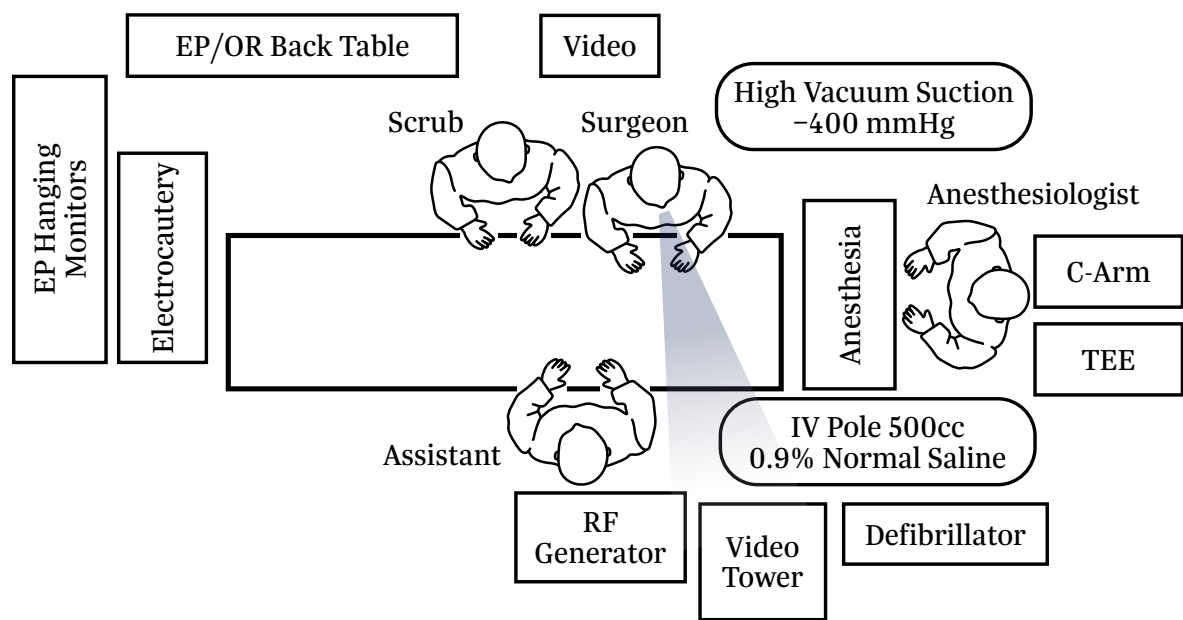 EP/OR Back Table
Video
High Vacuum Suction
−400 mmHg
Scrub
Surgeon
EP Hanging
Monitors
Electrocautery
Anesthesiologist
Anesthesia
C-Arm
TEE
Assistant
IV Pole 500cc
0.9% Normal Saline
RF
Generator
Video
Tower
Defibrillator